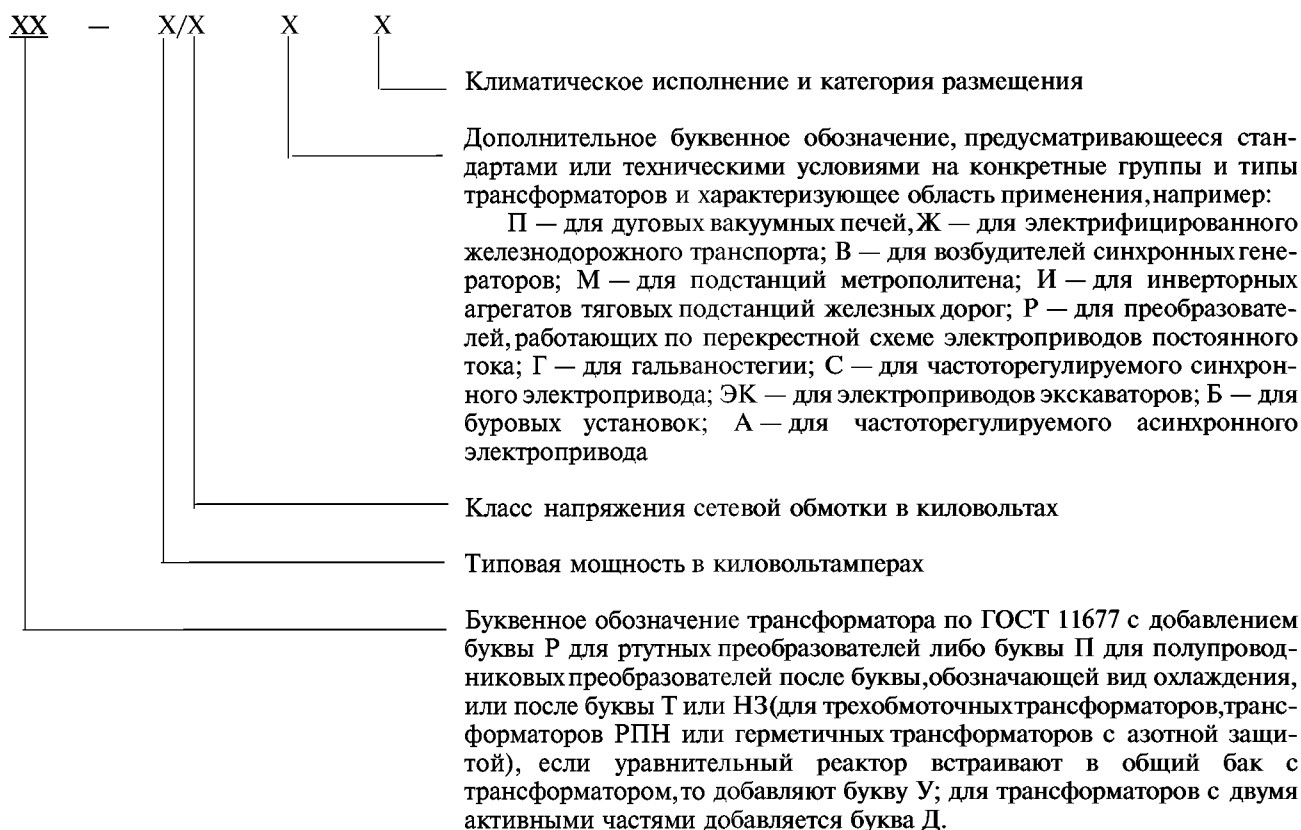 XX — X/X X X
Климатическое исполнение и категория размещения
Дополнительное буквенное обозначение, предусматривающееся стан-
дартами или техническими условиями на конкретные группы и типы
трансформаторов и характеризующее область применения, например:
П — для дуговых вакуумных печей, Ж — для электрифицированного
железнодорожного транспорта; В — для возбудителей синхронных гене-
раторов; М — для подстанций метрополитена; И — для инверторных
агрегатов тяговых подстанций железных дорог; Р — для преобразовате-
лей, работающих по перекрестной схеме электроприводов постоянного
тока; Г — для гальваностегии; С — для частоторегулируемого синхрон-
ного электропривода; ЭК — для электроприводов экскаваторов; Б — для
буровых установок; А — для частоторегулируемого асинхронного
электропривода
Класс напряжения сетевой обмотки в киловольтах
Типовая мощность в киловольтамперах
Буквенное обозначение трансформатора по ГОСТ 11677 с добавлением
буквы Р для ртутных преобразователей либо буквы П для полупровод-
никовых преобразователей после буквы, обозначающей вид охлаждения,
или после буквы Т или НЗ(для трехобмоточных трансформаторов, транс-
форматоров РПН или герметичных трансформаторов с азотной защи-
той), если уравнительный реактор встраивают в общий бак с
трансформатором, то добавляют букву У; для трансформаторов с двумя
активными частями добавляется буква Д.